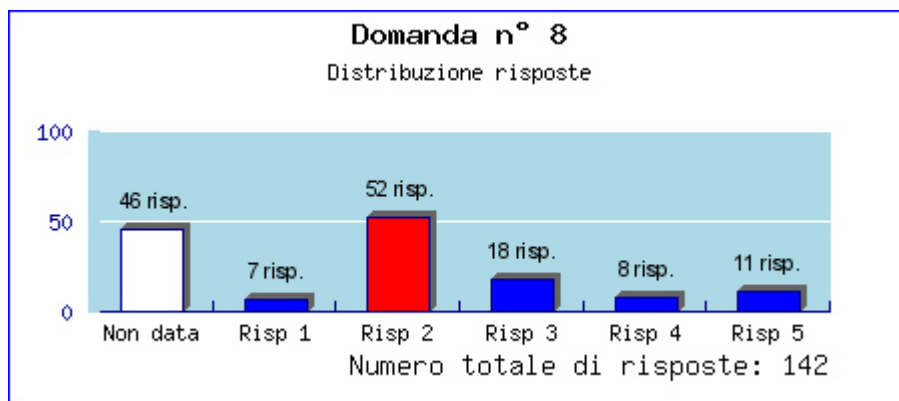 Domanda n° 8
Distribuzione risposte
100
50
0
46 risp.
7 risp.
52 risp.
18 risp.
8 risp.
11 risp.
Non data Risp 1 Risp 2 Risp 3 Risp 4 Risp 5
Numero totale di risposte: 142